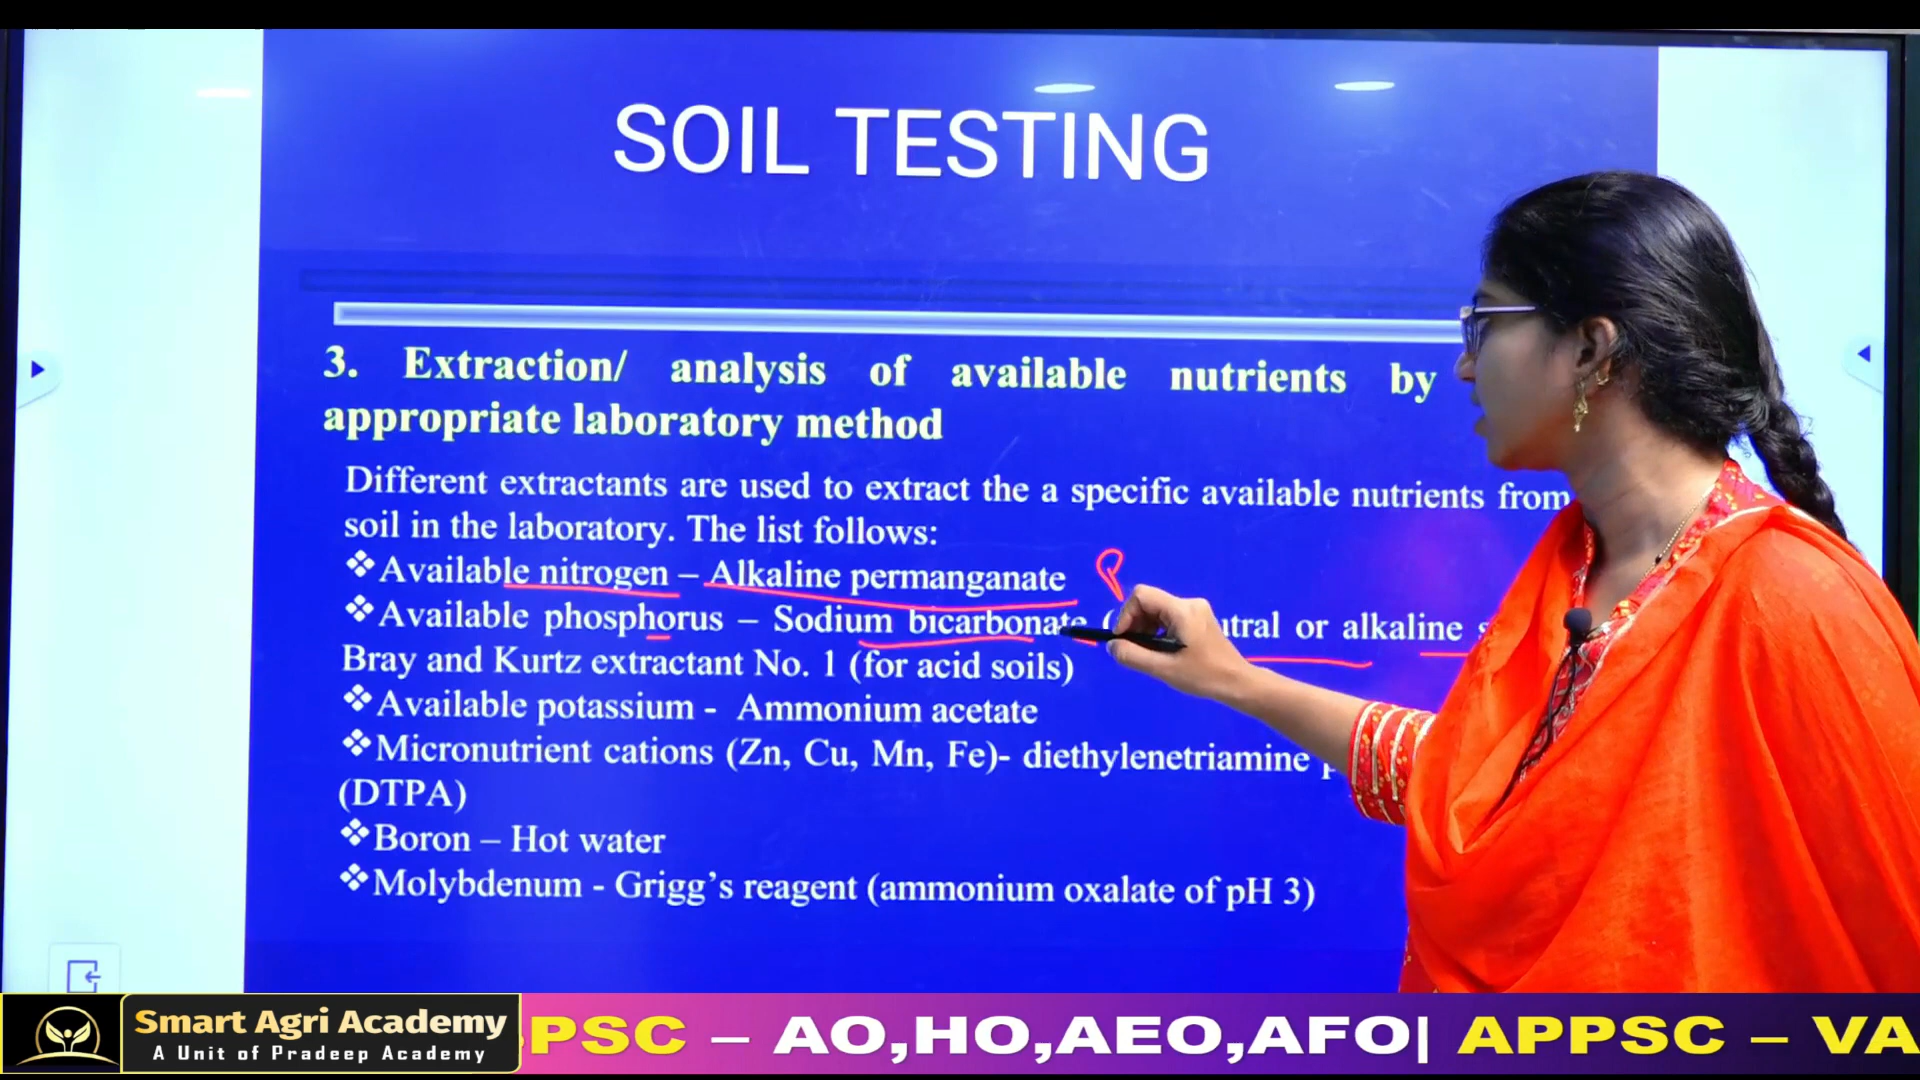 SOIL TESTING
3. Extraction/ analysis of available nutrients by
appropriate laboratory method
Different extractants are used to extract the a specific available nutrients from
soil in the laboratory. The list follows:
❖Available nitrogen – Alkaline permanganate
❖Available phosphorus – Sodium bicarbonate ( or alkaline
Bray and Kurtz extractant No. 1 (for acid soils)
❖Available potassium - Ammonium acetate
❖Micronutrient cations (Zn, Cu, Mn, Fe)- diethylenetriamine
(DTPA)
❖Boron – Hot water
❖Molybdenum - Grigg's reagent (ammonium oxalate of pH 3)
Smart Agri Academy
A Unit of Pradeep Academy
PSC – AO,HO,AEO,AFO| APPSC – VA